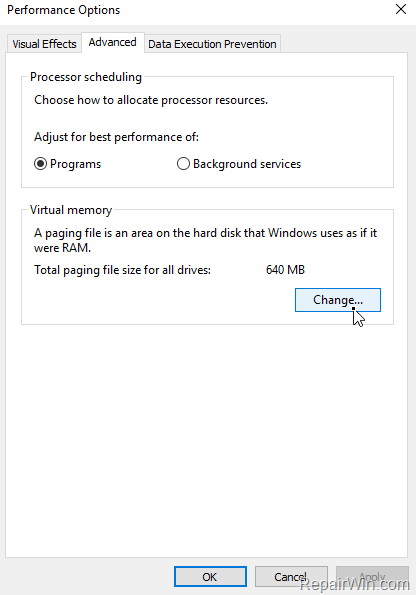 Performance Options
Visual Effects
Advanced
Data Execution Prevention
Processor scheduling
Choose how to allocate processor resources.
Adjust for best performance of:
Programs
Background services
Virtual memory
A paging file is an area on the hard disk that Windows uses as if it
were RAM.
Total paging file size for all drives:
640 MB
Change...
OK
Cancel
Apply
RepairWin.com